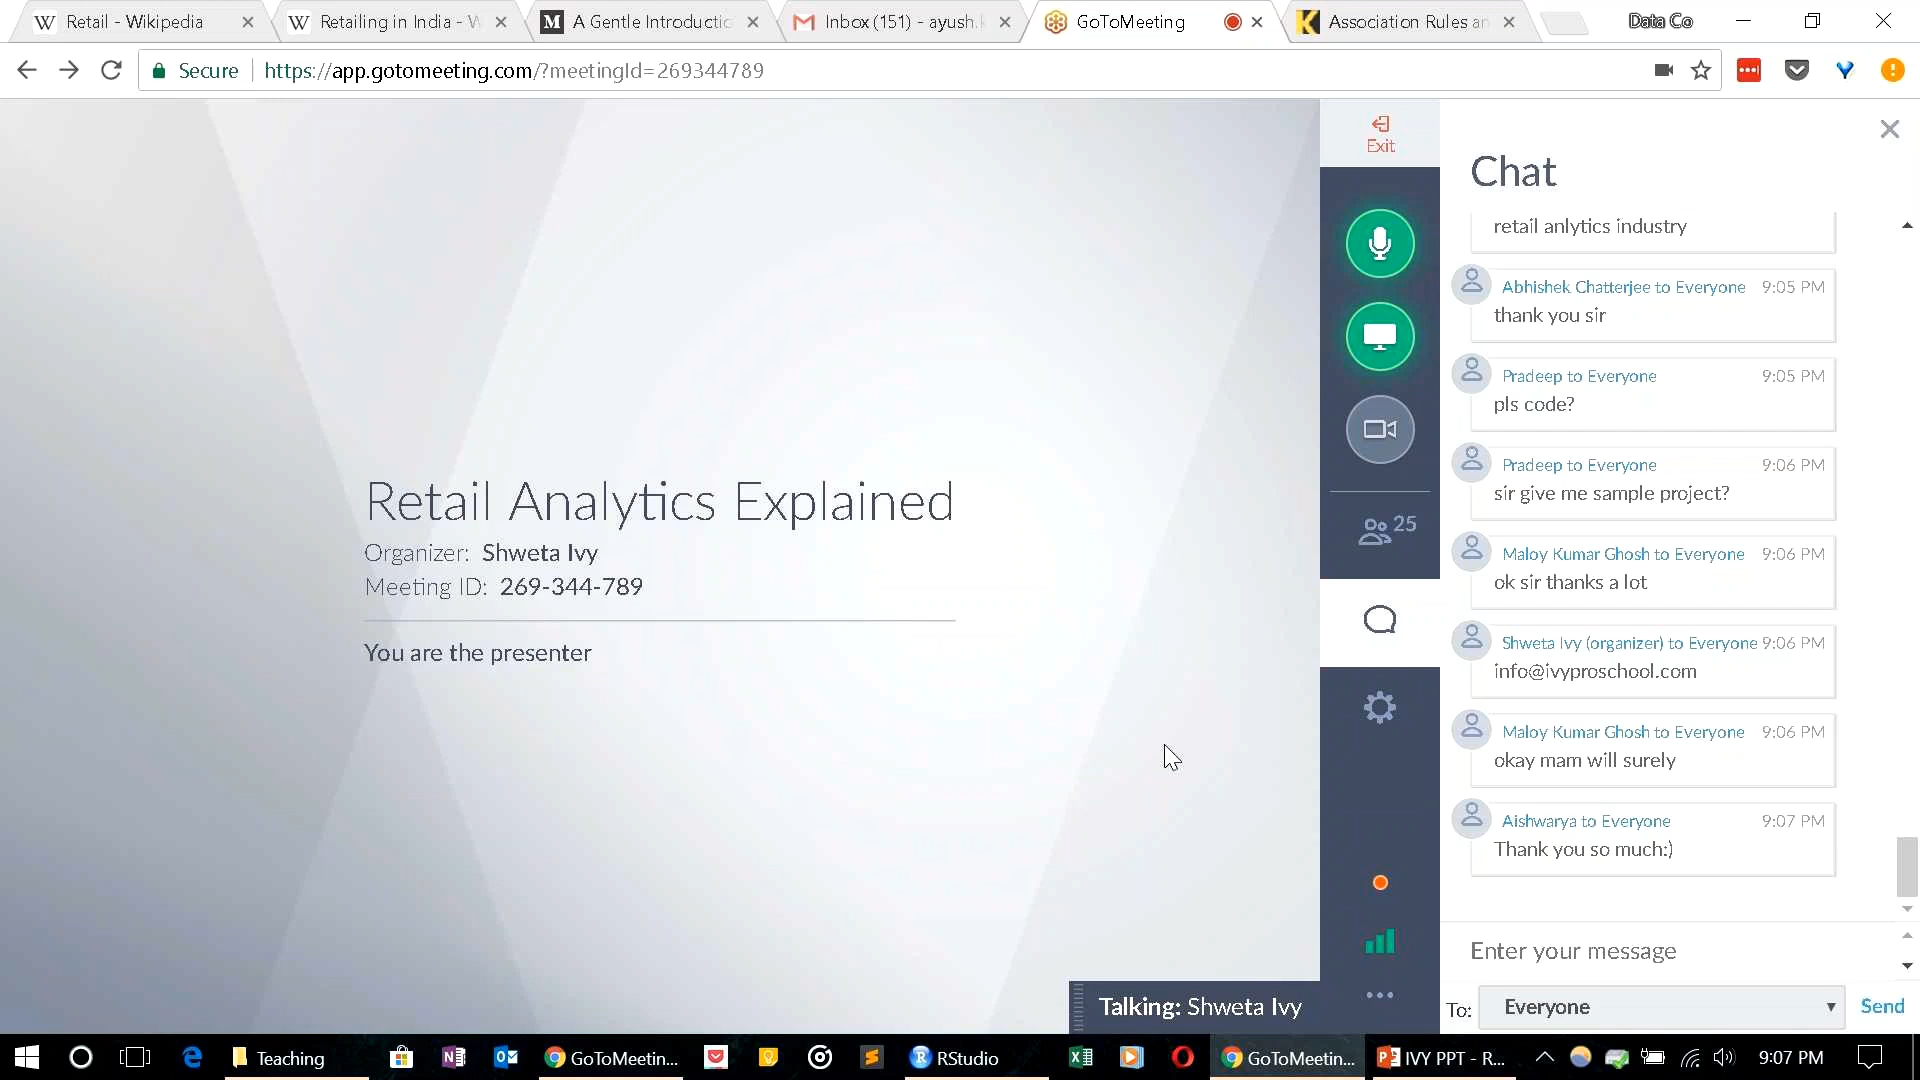 Retail - Wikipedia
Retailing in India - W
A Gentle Introductio
Inbox (151) - ayush.k
GoToMeeting
Association Rules an
Data Co
Secure
https://app.gotomeeting.com/?meetingId=269344789
Exit
25
Retail Analytics Explained
Organizer: Shweta Ivy
Meeting ID: 269-344-789
You are the presenter
Talking: Shweta Ivy
Chat
retail anlytics industry
Abhishek Chatterjee to Everyone 9:05 PM
thank you sir
Pradeep to Everyone 9:05 PM
pls code?
Pradeep to Everyone 9:06 PM
sir give me sample project?
Maloy Kumar Ghosh to Everyone 9:06 PM
ok sir thanks a lot
Shweta Ivy (organizer) to Everyone 9:06 PM
info@ivyproschool.com
Maloy Kumar Ghosh to Everyone 9:06 PM
okay mam will surely
Aishwarya to Everyone 9:07 PM
Thank you so much:)
Enter your message
To: Everyone Send
Teaching
GoToMeetin...
RStudio
GoToMeetin...
IVY PPT - R...
9:07 PM